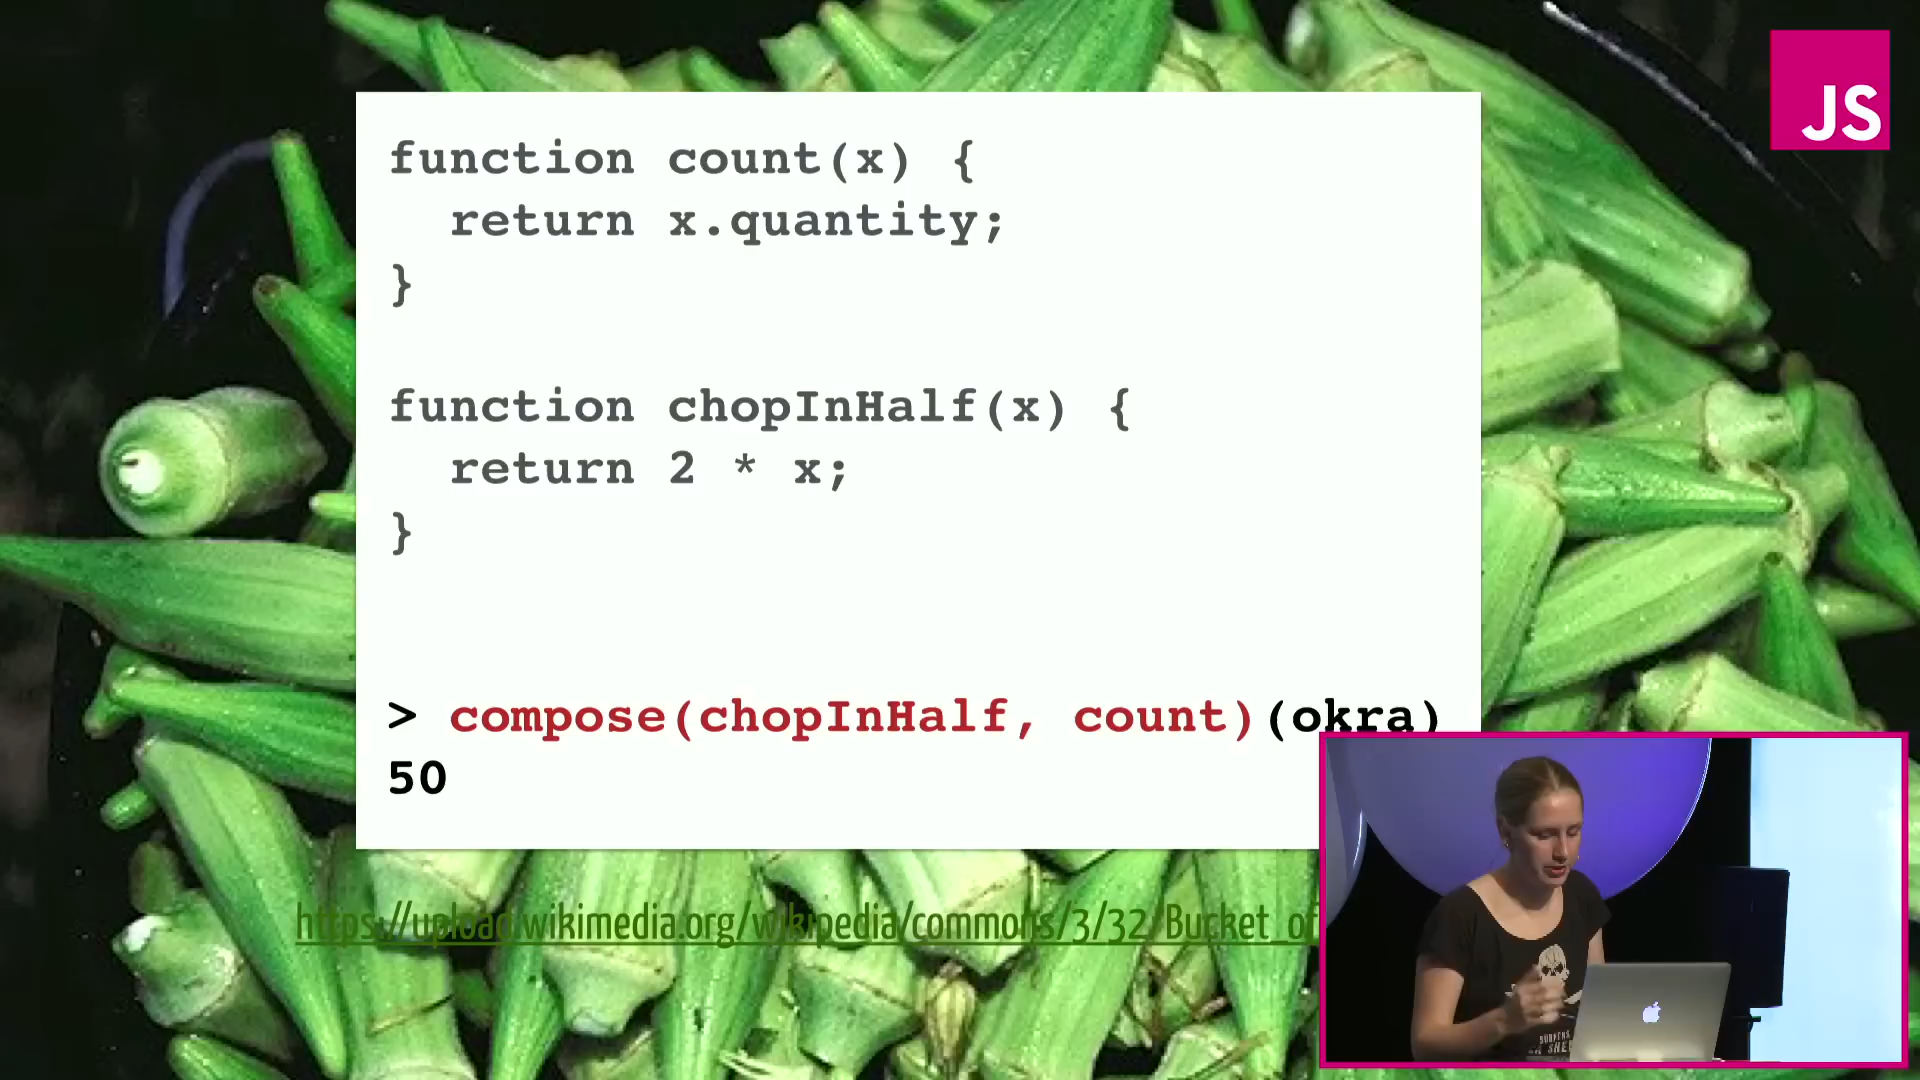 JS
function count(x) {
  return x.quantity;
}
function chopInHalf(x) {
  return 2 * x;
}
> compose(chopInHalf, count)(okra)
50
https://upload.wikimedia.org/wikipedia/commons/3/32/Bucket_of